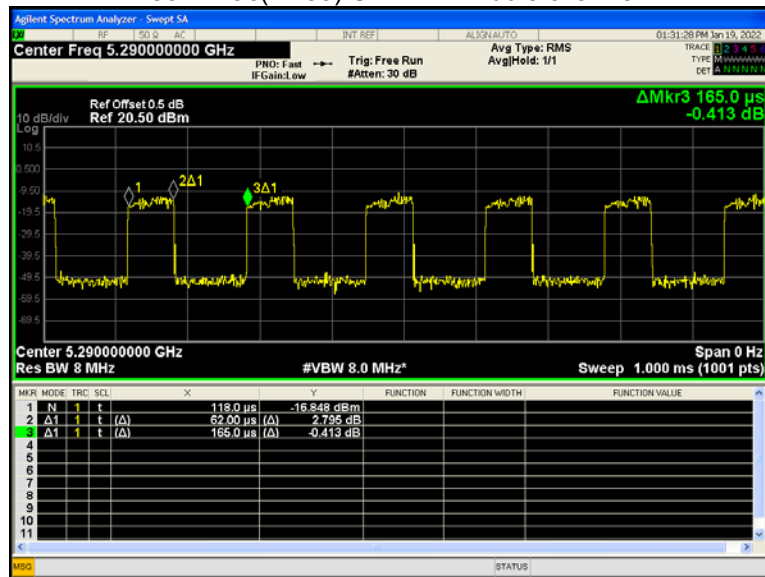 Agilent Spectrum Analyzer - Swept SA
RF 50 Ω AC INT REF ALIGN AUTO 01:31:28 PM Jan 19, 2022
Center Freq 5.290000000 GHz Avg Type: RMS TRACE 1 2 3 4 5 6
PNO: Fast Trig: Free Run Avg|Hold: 1/1 TYPE M
IFGain:Low #Atten: 30 dB DET A N N N N N
ΔMkr3 165.0 µs
Ref Offset 0.5 dB
10 dB/div Ref 20.50 dBm -0.413 dB
Log
10.5
0.500
1 2Δ1 3Δ1
-9.50
-19.5
-29.5
-39.5
-49.5
-59.5
-69.5
Center 5.290000000 GHz Span 0 Hz
Res BW 8 MHz #VBW 8.0 MHz* Sweep 1.000 ms (1001 pts)
MKR MODE TRC SCL X Y FUNCTION FUNCTION WIDTH FUNCTION VALUE
1 N 1 t 118.0 µs -16.848 dBm
2 Δ1 1 t (Δ) 62.00 µs (Δ) 2.795 dB
3 Δ1 1 t (Δ) 165.0 µs (Δ) -0.413 dB
4
5
6
7
8
9
10
11
MSG STATUS